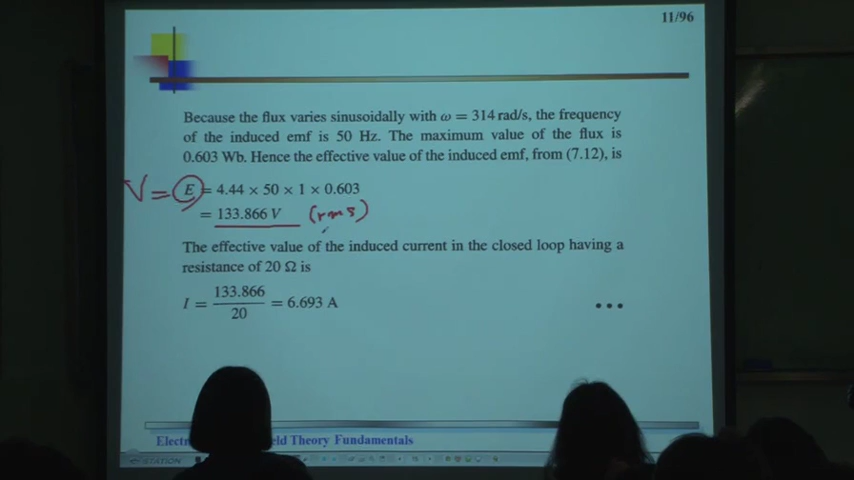 11/96
Because the flux varies sinusoidally with ω = 314 rad/s, the frequency
of the induced emf is 50 Hz. The maximum value of the flux is
0.603 Wb. Hence the effective value of the induced emf, from (7.12), is
V = E = 4.44 × 50 × 1 × 0.603
= 133.866 V (rms)
The effective value of the induced current in the closed loop having a
resistance of 20 Ω is
I = 133.866 / 20 = 6.693 A
•••
Electr eld Theory Fundamentals
STATION